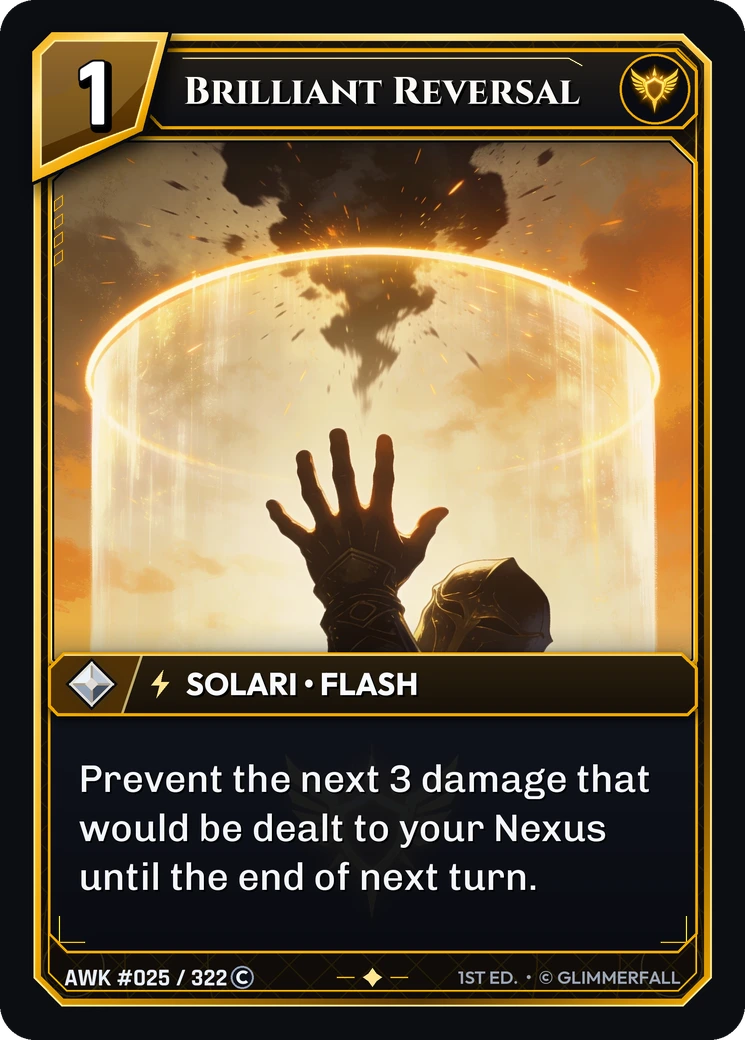 1
BRILLIANT REVERSAL
SOLARI • FLASH
Prevent the next 3 damage that
would be dealt to your Nexus
until the end of next turn.
AWK #025 / 322 Ⓒ
1ST ED. • © GLIMMERFALL